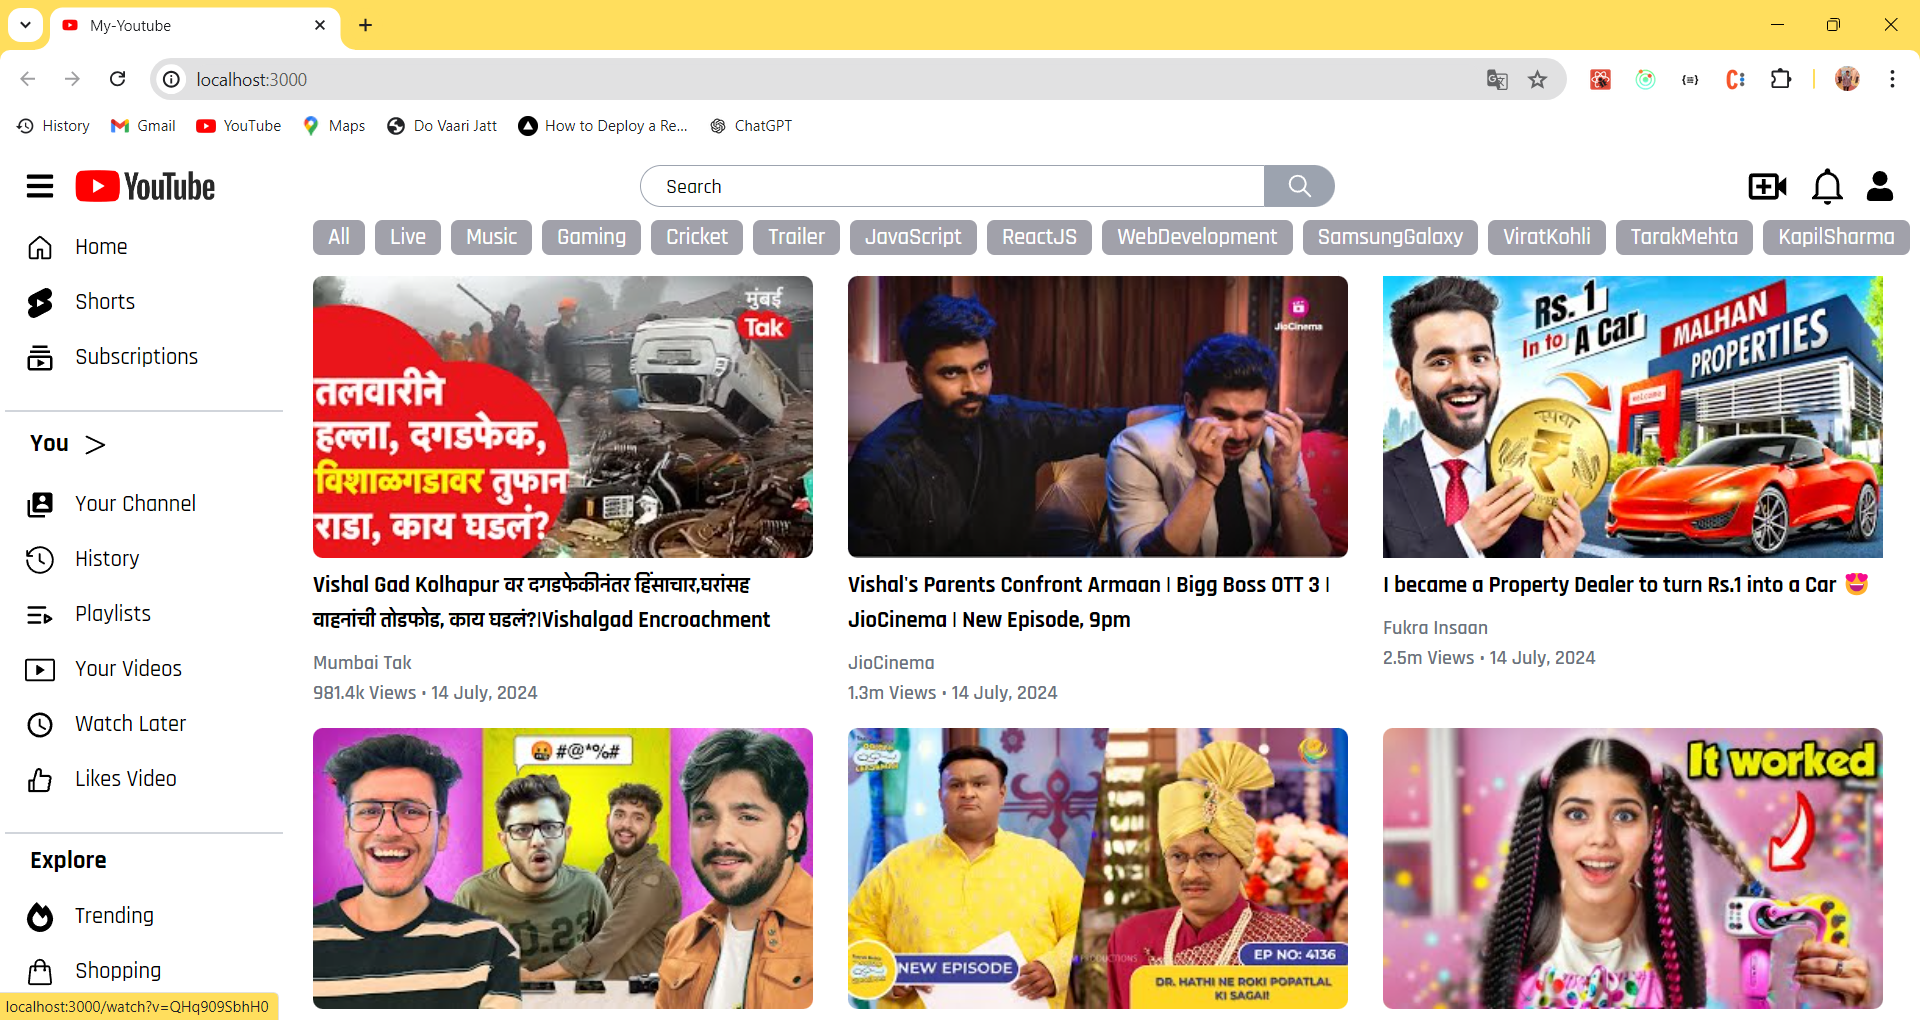 My-Youtube
localhost:3000
History Gmail YouTube Maps Do Vaari Jatt How to Deploy a Re... ChatGPT
YouTube
Search
Home
Shorts
Subscriptions
You
Your Channel
History
Playlists
Your Videos
Watch Later
Likes Video
Explore
Trending
Shopping
localhost:3000/watch?v=QHq909SbhH0
All Live Music Gaming Cricket Trailer JavaScript ReactJS WebDevelopment SamsungGalaxy ViratKohli TarakMehta KapilSharma
मुंबई
Tak
तलवारीने
हल्ला, दगडफेक,
विशाळगडावर तुफान
राडा, काय घडलं?
Vishal Gad Kolhapur वर दगडफेकीनंतर हिंसाचार,घरांसह
वाहनांची तोडफोड, काय घडलं?|Vishalgad Encroachment
Mumbai Tak
981.4k Views • 14 July, 2024
JioCinema
Vishal's Parents Confront Armaan | Bigg Boss OTT 3 |
JioCinema | New Episode, 9pm
JioCinema
1.3m Views • 14 July, 2024
Rs. 1
In to A Car
MALHAN
PROPERTIES
welcome
रुपया
I became a Property Dealer to turn Rs.1 into a Car 😍
Fukra Insaan
2.5m Views • 14 July, 2024
#@*%#
NEW EPISODE
EP NO: 4136
DR. HATHI NE ROKI POPATLAL
KI SAGAI!
It worked